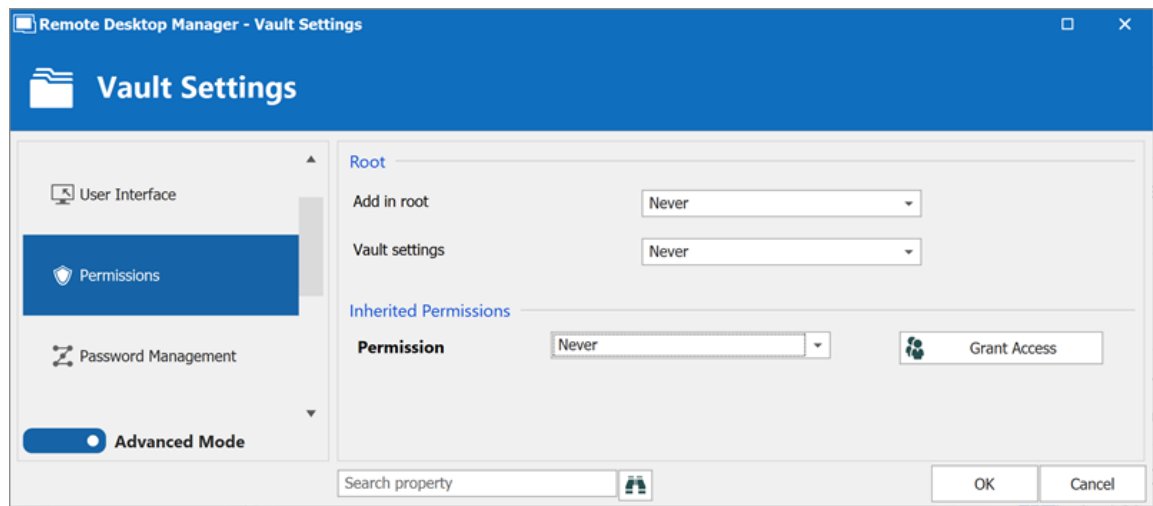 Remote Desktop Manager - Vault Settings
Vault Settings
User Interface
Permissions
Password Management
Advanced Mode
Root
Add in root Never
Vault settings Never
Inherited Permissions
Permission Never Grant Access
Search property
OK Cancel